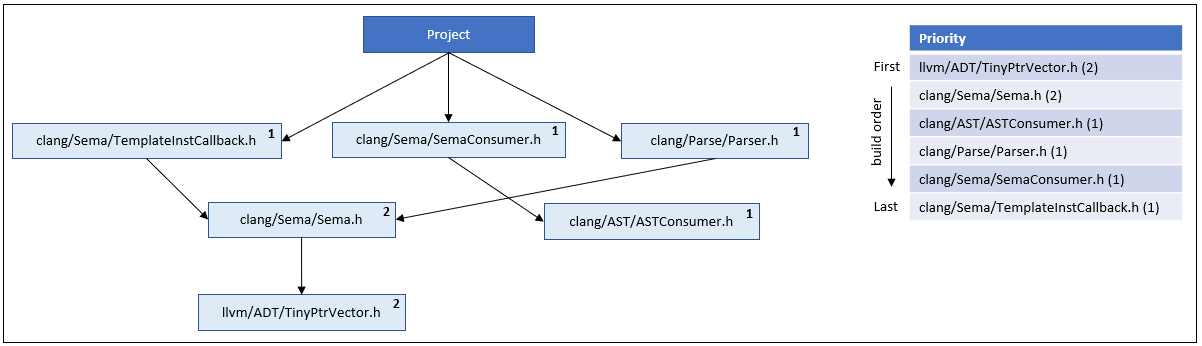 Project
clang/Sema/TemplateInstCallback.h 1
clang/Sema/SemaConsumer.h 1
clang/Parse/Parser.h 1
clang/Sema/Sema.h 2
clang/AST/ASTConsumer.h 1
llvm/ADT/TinyPtrVector.h 2
Priority
First
llvm/ADT/TinyPtrVector.h (2)
clang/Sema/Sema.h (2)
build order
clang/AST/ASTConsumer.h (1)
clang/Parse/Parser.h (1)
clang/Sema/SemaConsumer.h (1)
Last
clang/Sema/TemplateInstCallback.h (1)